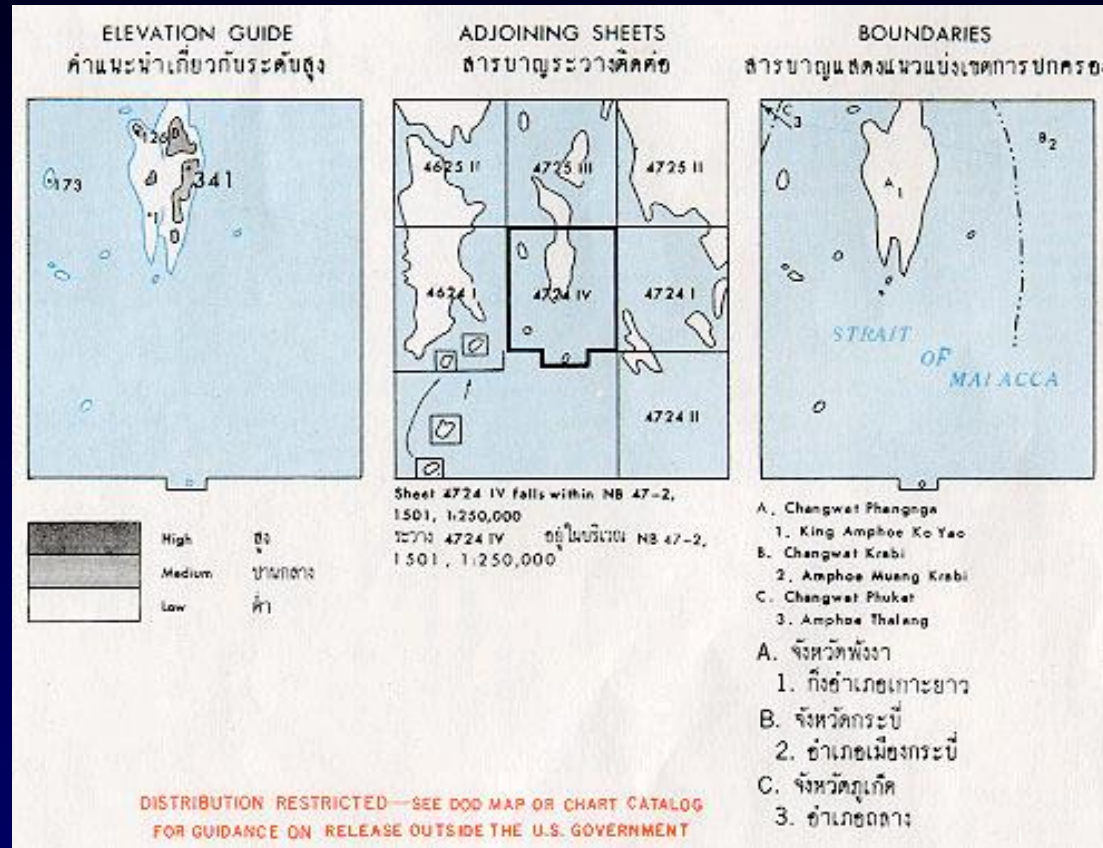 ELEVATION GUIDE
คำแนะนำเกี่ยวกับระดับสูง
126
173
341
High สูง
Medium ปานกลาง
Low ต่ำ
ADJOINING SHEETS
สารบาญระวางติดต่อ
4625 II
4725 III
4725 II
4624 I
4724 IV
4724 I
4724 II
Sheet 4724 IV falls within NB 47-2,
1501, 1:250,000
ระวาง 4724 IV อยู่ในบริเวณ NB 47-2,
1501, 1:250,000
BOUNDARIES
สารบาญแสดงแนวแบ่งเขตการปกครอง
C
3
B2
A1
STRAIT
OF
MALACCA
A. Changwat Phangnga
1. King Amphoe Ko Yao
B. Changwat Krabi
2. Amphoe Muang Krabi
C. Changwat Phuket
3. Amphoe Thalang
A. จังหวัดพังงา
1. กิ่งอำเภอเกาะยาว
B. จังหวัดกระบี่
2. อำเภอเมืองกระบี่
C. จังหวัดภูเก็ต
3. อำเภอถลาง
DISTRIBUTION RESTRICTED—SEE DOD MAP OR CHART CATALOG
FOR GUIDANCE ON RELEASE OUTSIDE THE U.S. GOVERNMENT